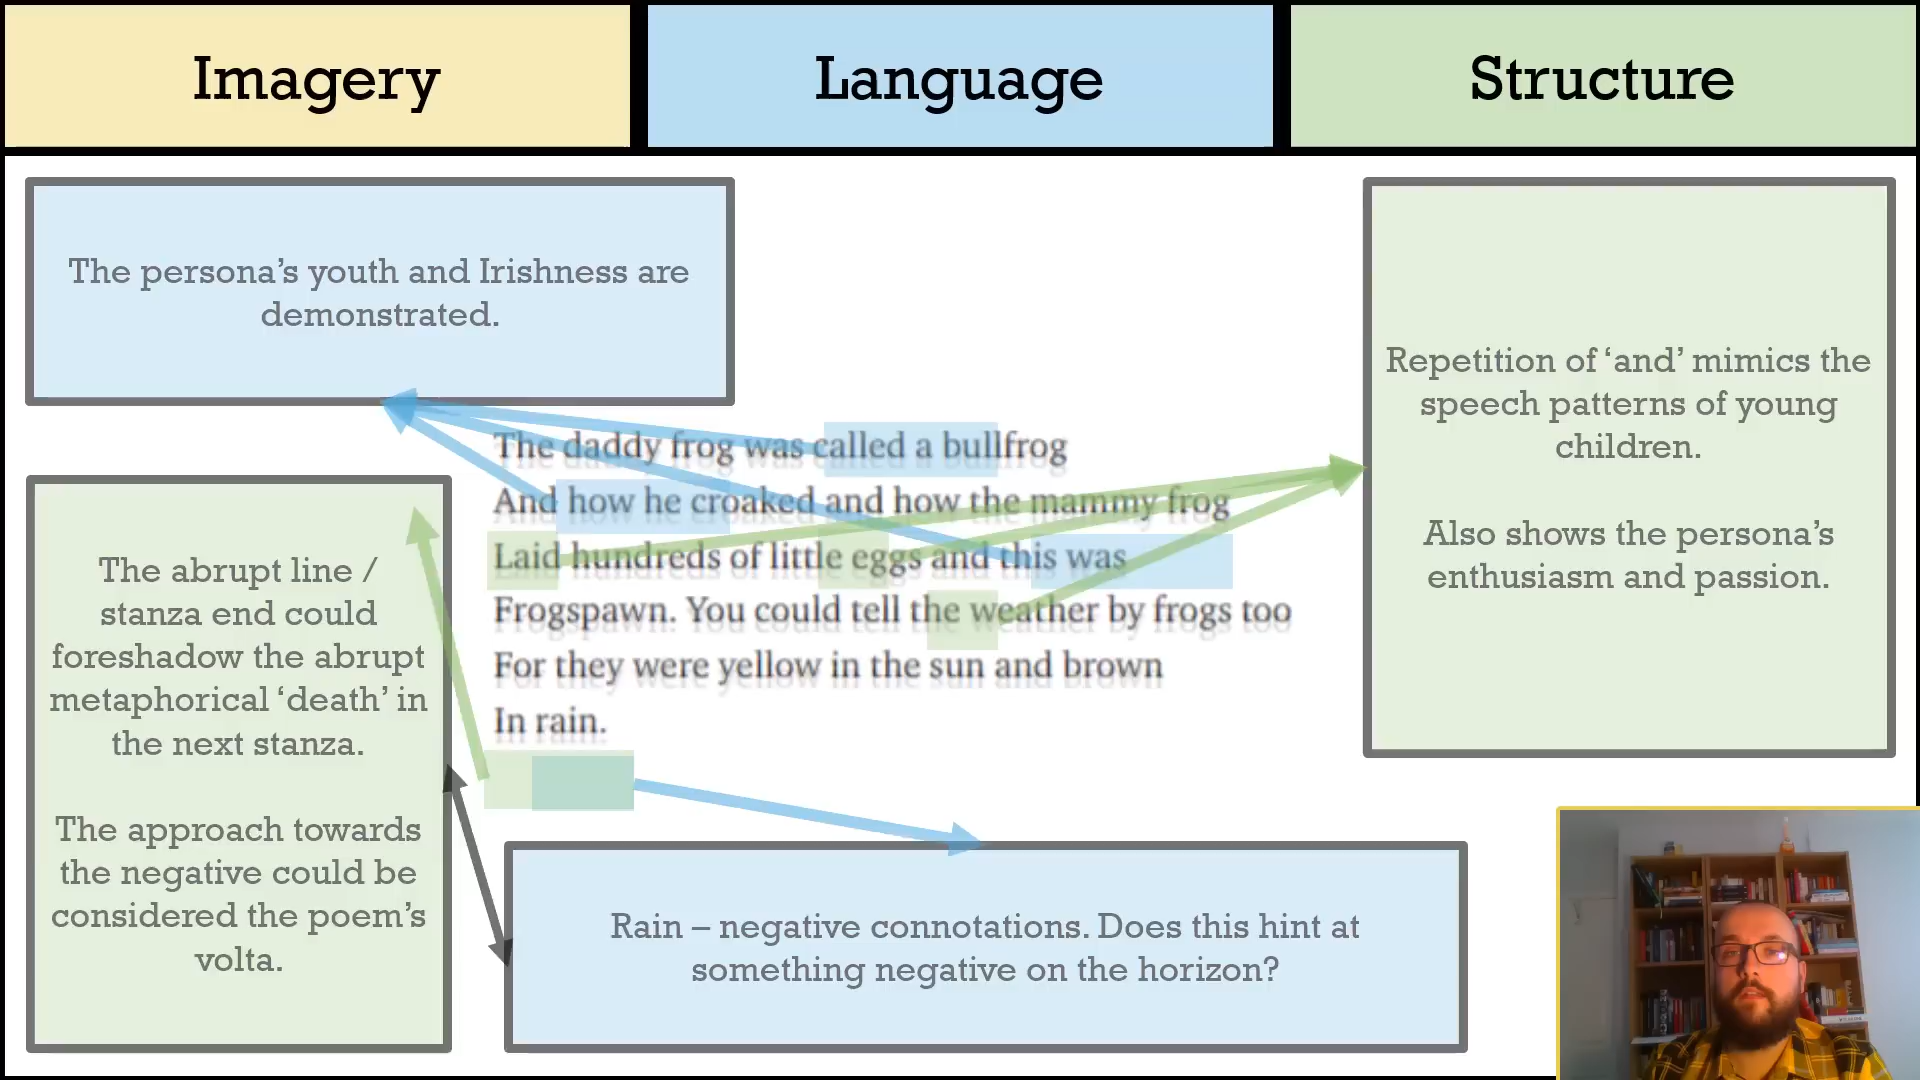 Imagery
Language
Structure
The persona’s youth and Irishness are
demonstrated.
The daddy frog was called a bullfrog
And how he croaked and how the mammy frog
Laid hundreds of little eggs and this was
Frogspawn. You could tell the weather by frogs too
For they were yellow in the sun and brown
In rain.
Repetition of ‘and’ mimics the
speech patterns of young
children.
Also shows the persona’s
enthusiasm and passion.
The abrupt line /
stanza end could
foreshadow the abrupt
metaphorical ‘death’ in
the next stanza.
The approach towards
the negative could be
considered the poem’s
volta.
Rain – negative connotations. Does this hint at
something negative on the horizon?